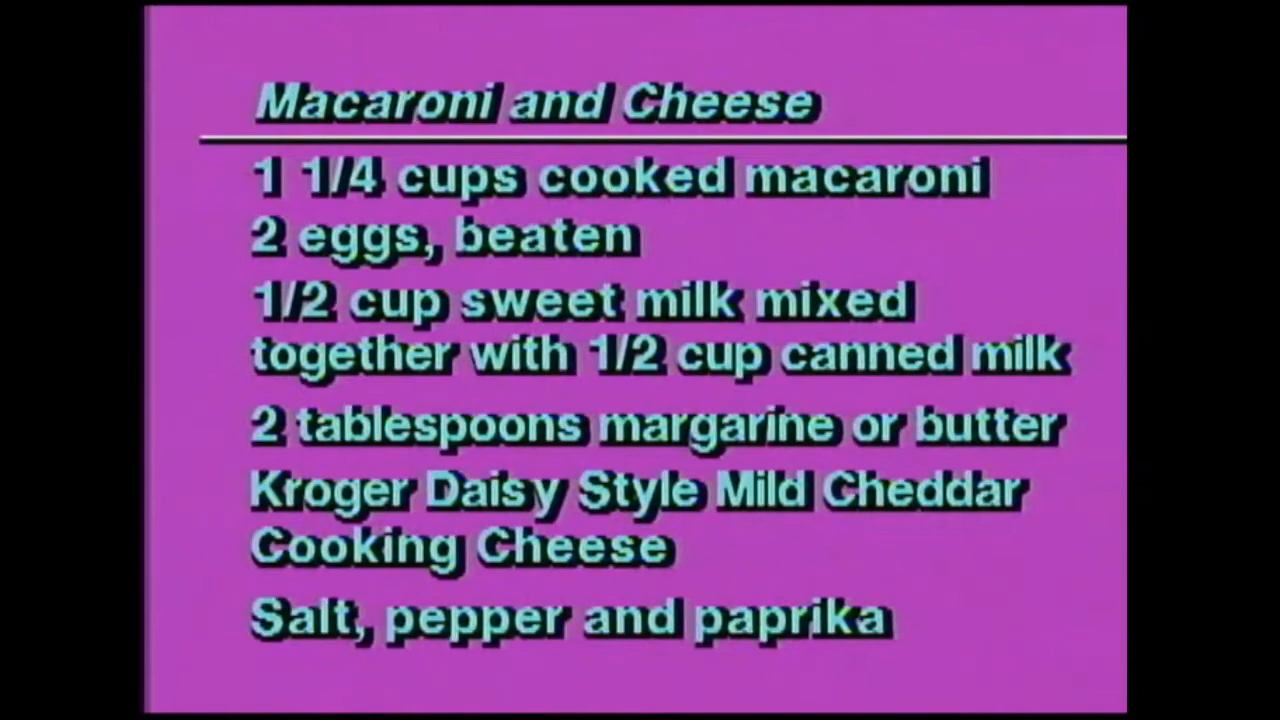 Macaroni and Cheese
1 1/4 cups cooked macaroni
2 eggs, beaten
1/2 cup sweet milk mixed
together with 1/2 cup canned milk
2 tablespoons margarine or butter
Kroger Daisy Style Mild Cheddar
Cooking Cheese
Salt, pepper and paprika